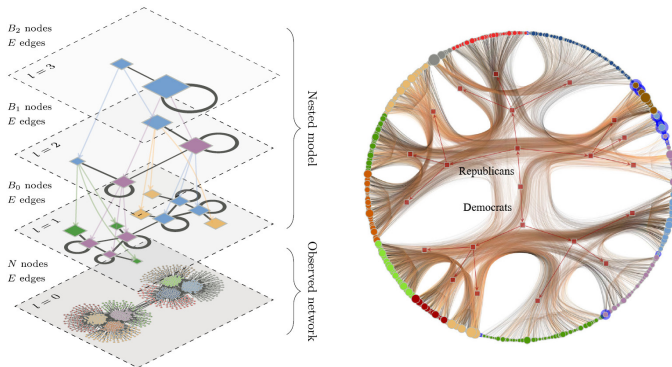 B₂ nodes
E edges
l = 3
B₁ nodes
E edges
l = 2
B₀ nodes
E edges
l = 1
N nodes
E edges
l = 0
Nested model
Observed network
Republicans
Democrats